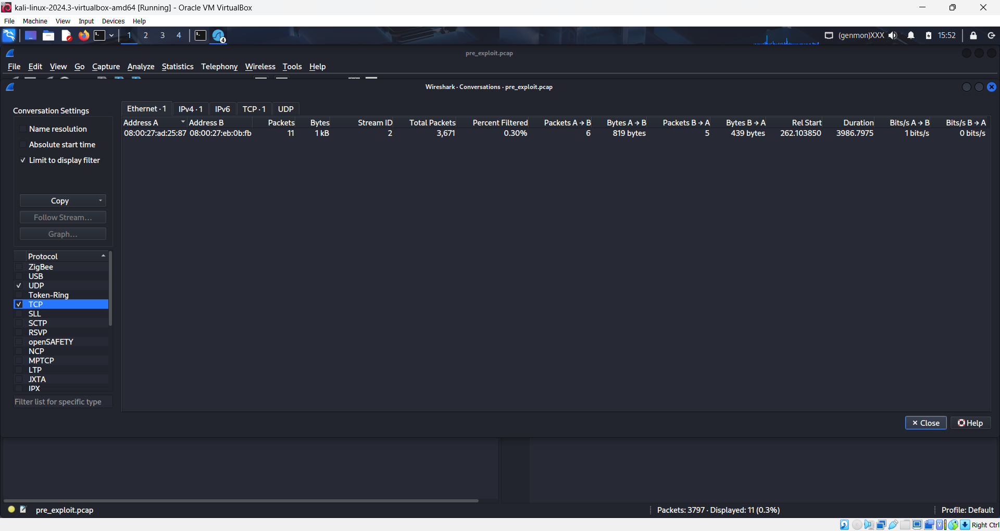 kali-linux-2024.3-virtualbox-amd64 [Running] - Oracle VM VirtualBox
File Machine View Input Devices Help
1 2 3 4 4 (genmon)XXX 15:52
pre_exploit.pcap
File Edit View Go Capture Analyze Statistics Telephony Wireless Tools Help
Wireshark · Conversations · pre_exploit.pcap
Conversation Settings
Name resolution
Absolute start time
Limit to display filter
Copy
Follow Stream...
Graph...
Protocol
ZigBee
USB
UDP
Token-Ring
TCP
SLL
SCTP
RSVP
openSAFETY
NCP
MPTCP
LTP
JXTA
IPX
Filter list for specific type
Ethernet · 1 IPv4 · 1 IPv6 TCP · 1 UDP
Address A Address B Packets Bytes Stream ID Total Packets Percent Filtered Packets A → B Bytes A → B Packets B → A Bytes B → A Rel Start Duration Bits/s A → B Bits/s B → A
08:00:27:ad:25:87 08:00:27:eb:0b:fb 11 1 kB 2 3,671 0.30% 6 819 bytes 5 439 bytes 262.103850 3986.7975 1 bits/s 0 bits/s
Close Help
pre_exploit.pcap Packets: 3797 · Displayed: 11 (0.3%) Profile: Default
Right Ctrl